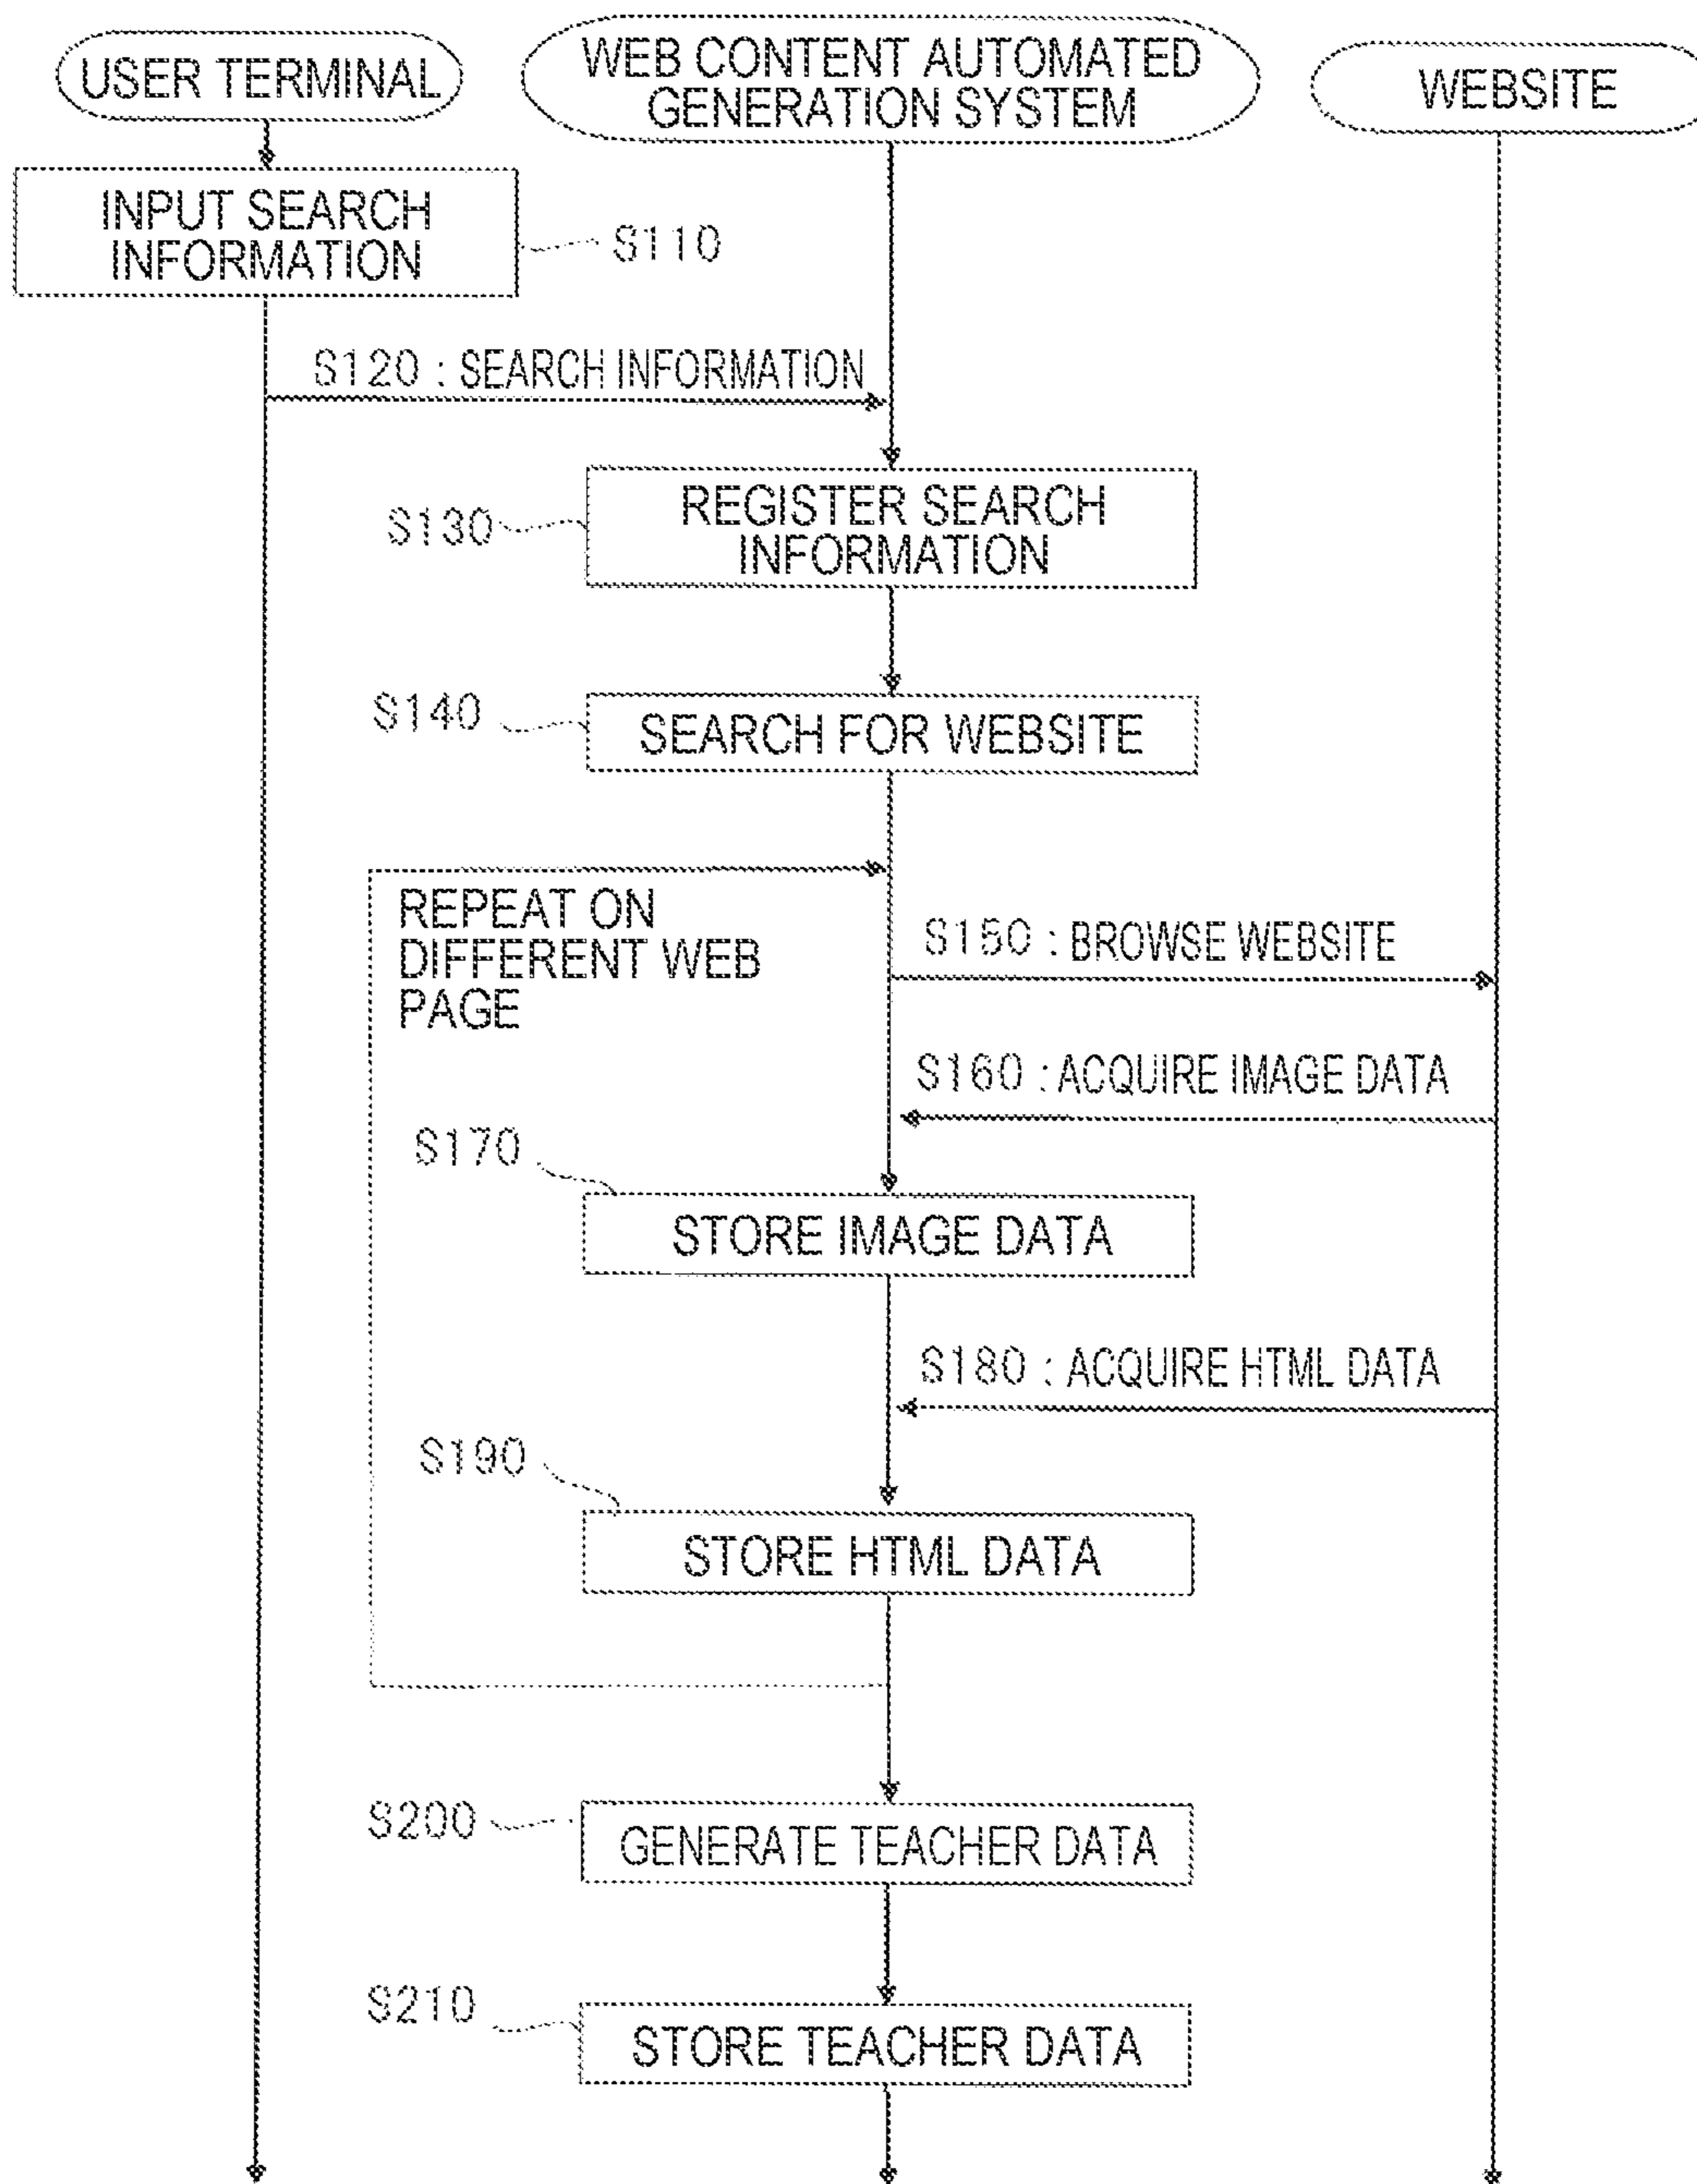 USER TERMINAL
WEB CONTENT AUTOMATED
GENERATION SYSTEM
WEBSITE
INPUT SEARCH
INFORMATION
S110
S120 : SEARCH INFORMATION
S130
REGISTER SEARCH
INFORMATION
S140
SEARCH FOR WEBSITE
REPEAT ON
DIFFERENT WEB
PAGE
S150 : BROWSE WEBSITE
S160 : ACQUIRE IMAGE DATA
S170
STORE IMAGE DATA
S180 : ACQUIRE HTML DATA
S190
STORE HTML DATA
S200
GENERATE TEACHER DATA
S210
STORE TEACHER DATA